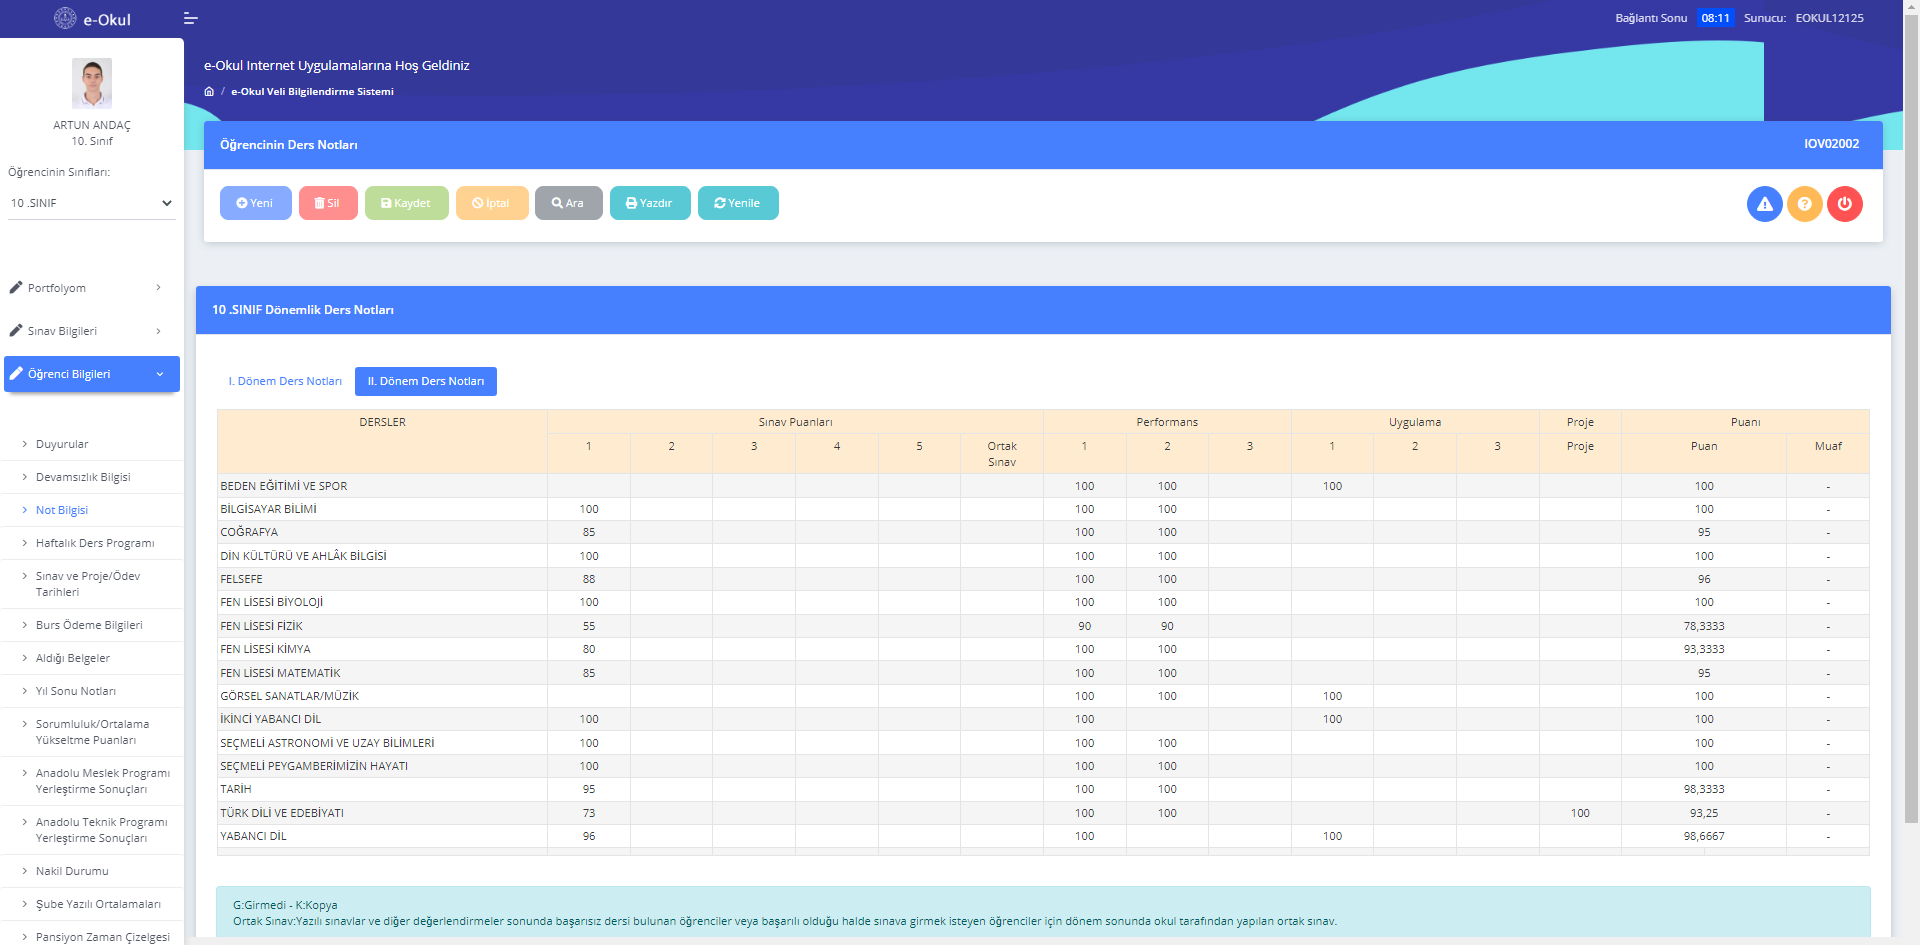 e-Okul
Bağlantı Sonu 08:11 Sunucu: EOKUL12125
ARTUN ANDAÇ
10. Sınıf
Öğrencinin Sınıfları:
10 .SINIF
Portfolyom
Sınav Bilgileri
Öğrenci Bilgileri
Duyurular
Devamsızlık Bilgisi
Not Bilgisi
Haftalık Ders Programı
Sınav ve Proje/Ödev
Tarihleri
Burs Ödeme Bilgileri
Aldığı Belgeler
Yıl Sonu Notları
Sorumluluk/Ortalama
Yükseltme Puanları
Anadolu Meslek Programı
Yerleştirme Sonuçları
Anadolu Teknik Programı
Yerleştirme Sonuçları
Nakil Durumu
Şube Yazılı Ortalamaları
Pansiyon Zaman Çizelgesi
e-Okul Internet Uygulamalarına Hoş Geldiniz
/ e-Okul Veli Bilgilendirme Sistemi
Öğrencinin Ders Notları IOV02002
Yeni Sil Kaydet İptal Ara Yazdır Yenile
10 .SINIF Dönemlik Ders Notları
I. Dönem Ders Notları II. Dönem Ders Notları
DERSLER Sınav Puanları Performans Uygulama Proje Puanı
1 2 3 4 5 Ortak Sınav 1 2 3 1 2 3 Proje Puan Muaf
BEDEN EĞİTİMİ VE SPOR 100 100 100 100 -
BİLGİSAYAR BİLİMİ 100 100 100 100 -
COĞRAFYA 85 100 100 95 -
DİN KÜLTÜRÜ VE AHLÂK BİLGİSİ 100 100 100 100 -
FELSEFE 88 100 100 96 -
FEN LİSESİ BİYOLOJİ 100 100 100 100 -
FEN LİSESİ FİZİK 55 90 90 78,3333 -
FEN LİSESİ KİMYA 80 100 100 93,3333 -
FEN LİSESİ MATEMATİK 85 100 100 95 -
GÖRSEL SANATLAR/MÜZİK 100 100 100 100 -
İKİNCİ YABANCI DİL 100 100 100 100 -
SEÇMELİ ASTRONOMİ VE UZAY BİLİMLERİ 100 100 100 100 -
SEÇMELİ PEYGAMBERİMİZİN HAYATI 100 100 100 100 -
TARİH 95 100 100 98,3333 -
TÜRK DİLİ VE EDEBİYATI 73 100 100 100 93,25 -
YABANCI DİL 96 100 100 98,6667 -
G:Girmedi - K:Kopya
Ortak Sınav:Yazılı sınavlar ve diğer değerlendirmeler sonunda başarısız dersi bulunan öğrenciler veya başarılı olduğu halde sınava girmek isteyen öğrenciler için dönem sonunda okul tarafından yapılan ortak sınav.